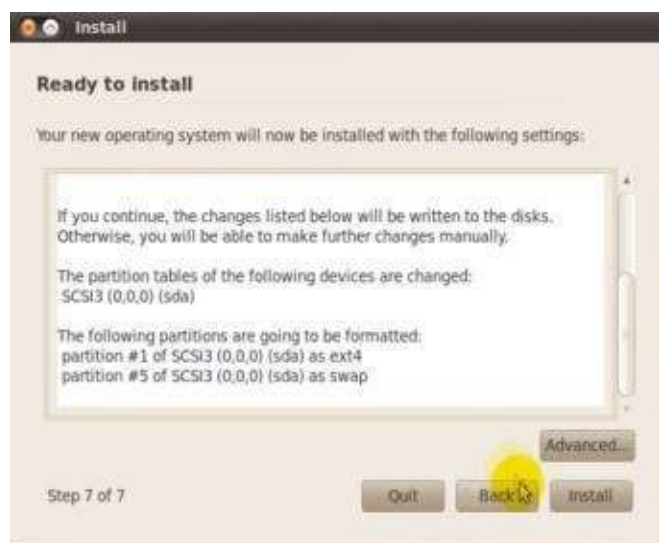 Install
Ready to install
Your new operating system will now be installed with the following settings:
If you continue, the changes listed below will be written to the disks.
Otherwise, you will be able to make further changes manually.
The partition tables of the following devices are changed:
SCSI3 (0,0,0) (sda)
The following partitions are going to be formatted:
partition #1 of SCSI3 (0,0,0) (sda) as ext4
partition #5 of SCSI3 (0,0,0) (sda) as swap
Advanced...
Step 7 of 7
Quit
Back
Install